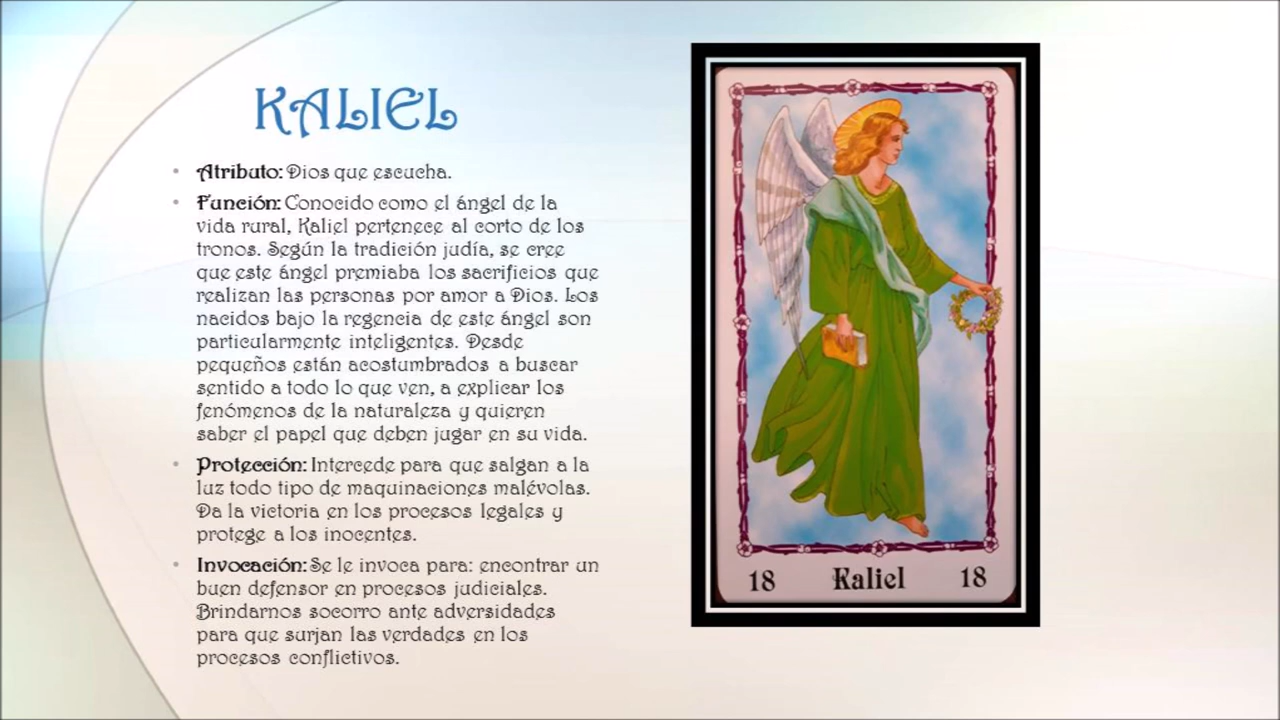 KALIEL
• Atributo: Dios que escucha.
• Función: Conocido como el ángel de la
vida rural, Kaliel pertenece al corto de los
tronos. Según la tradición judía, se cree
que este ángel premiaba los sacrificios que
realizan las personas por amor a Dios. Los
nacidos bajo la regencia de este ángel son
particularmente inteligentes. Desde
pequeños están acostumbrados a buscar
sentido a todo lo que ven, a explicar los
fenómenos de la naturaleza y quieren
saber el papel que deben jugar en su vida.
• Protección: Intercede para que salgan a la
luz todo tipo de maquinaciones malévolas.
Da la victoria en los procesos legales y
protege a los inocentes.
• Invocación: Se le invoca para: encontrar un
buen defensor en procesos judiciales.
Brindarnos socorro ante adversidades
para que surjan las verdades en los
procesos conflictivos.
18 Kaliel 18